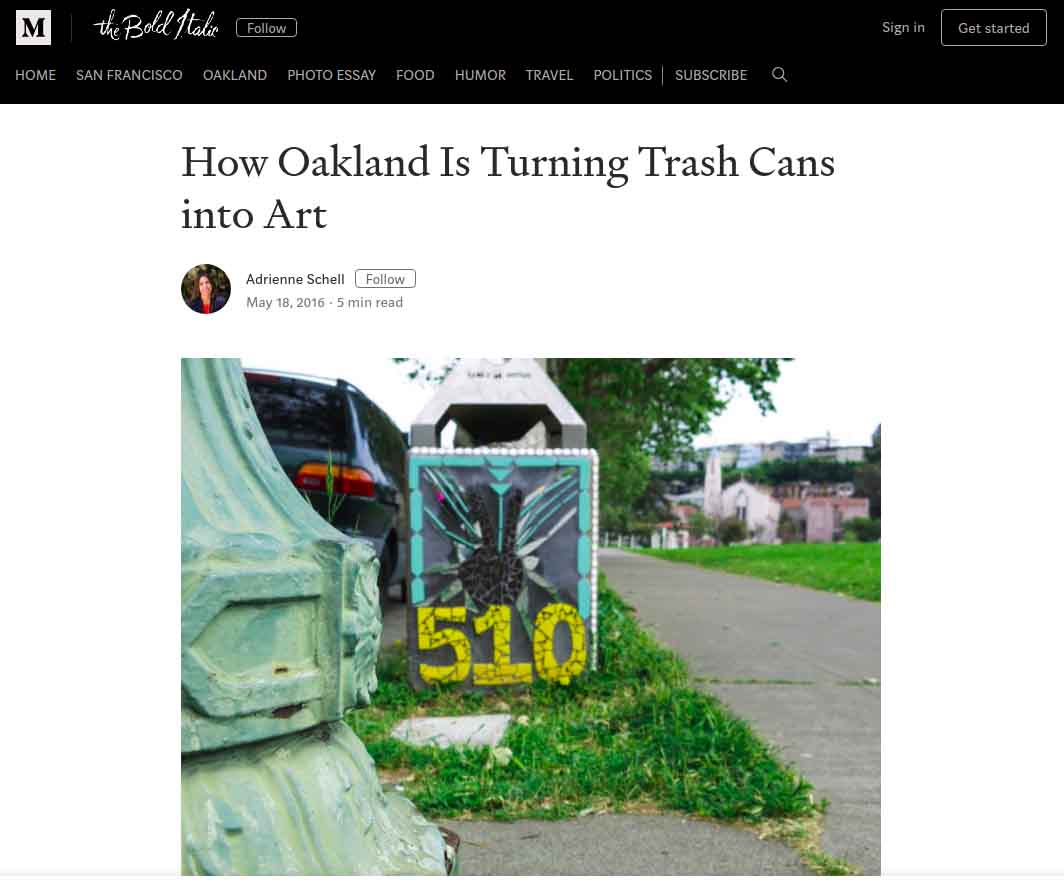 M the Bold Italic Follow Sign in Get started
HOME SAN FRANCISCO OAKLAND PHOTO ESSAY FOOD HUMOR TRAVEL POLITICS SUBSCRIBE
How Oakland Is Turning Trash Cans
into Art
Adrienne Schell Follow
May 18, 2016 · 5 min read
510